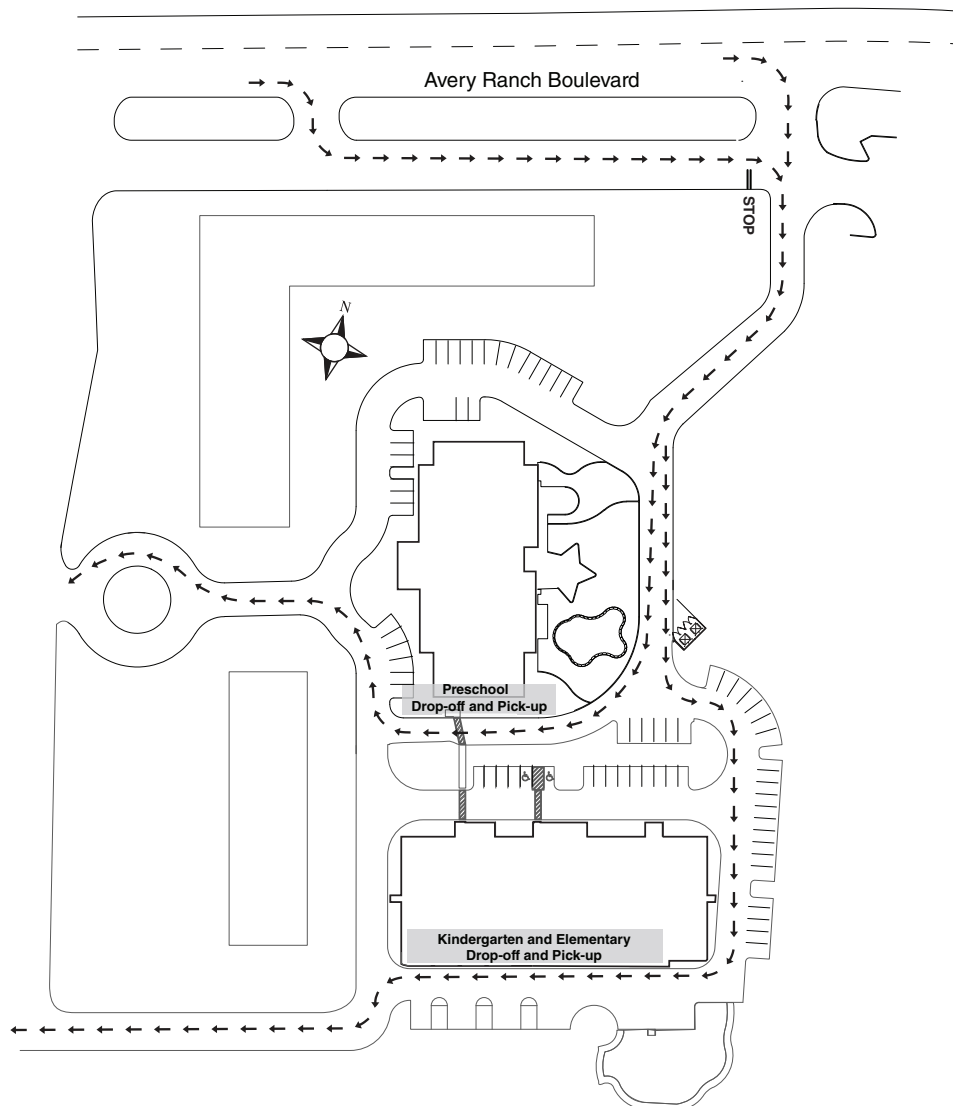 Avery Ranch Boulevard
STOP
N
Preschool
Drop-off and Pick-up
Kindergarten and Elementary
Drop-off and Pick-up